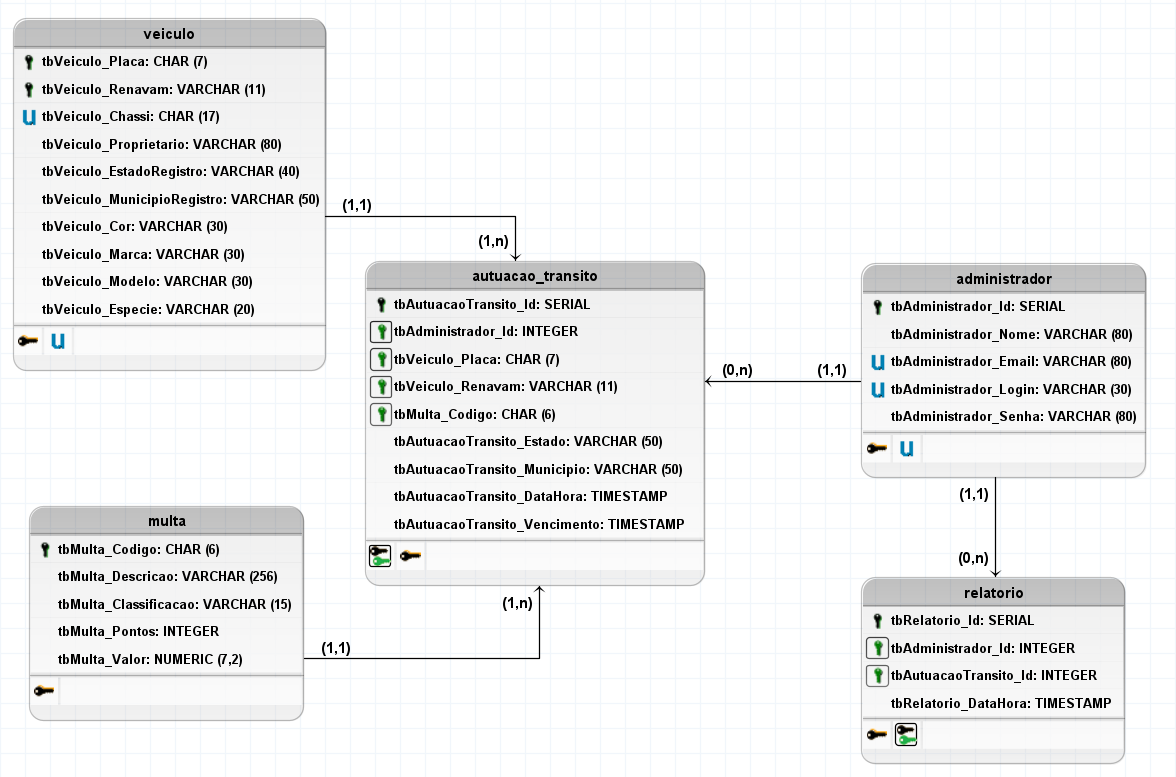 veiculo
tbVeiculo_Placa: CHAR (7)
tbVeiculo_Renavam: VARCHAR (11)
u tbVeiculo_Chassi: CHAR (17)
tbVeiculo_Proprietario: VARCHAR (80)
tbVeiculo_EstadoRegistro: VARCHAR (40)
tbVeiculo_MunicipioRegistro: VARCHAR (50)
tbVeiculo_Cor: VARCHAR (30)
tbVeiculo_Marca: VARCHAR (30)
tbVeiculo_Modelo: VARCHAR (30)
tbVeiculo_Especie: VARCHAR (20)
u
(1,1)
(1,n)
autuacao_transito
tbAutuacaoTransito_Id: SERIAL
tbAdministrador_Id: INTEGER
tbVeiculo_Placa: CHAR (7)
tbVeiculo_Renavam: VARCHAR (11)
tbMulta_Codigo: CHAR (6)
tbAutuacaoTransito_Estado: VARCHAR (50)
tbAutuacaoTransito_Municipio: VARCHAR (50)
tbAutuacaoTransito_DataHora: TIMESTAMP
tbAutuacaoTransito_Vencimento: TIMESTAMP
(0,n)
(1,1)
administrador
tbAdministrador_Id: SERIAL
tbAdministrador_Nome: VARCHAR (80)
u tbAdministrador_Email: VARCHAR (80)
u tbAdministrador_Login: VARCHAR (30)
tbAdministrador_Senha: VARCHAR (80)
u
(1,1)
(0,n)
multa
tbMulta_Codigo: CHAR (6)
tbMulta_Descricao: VARCHAR (256)
tbMulta_Classificacao: VARCHAR (15)
tbMulta_Pontos: INTEGER
tbMulta_Valor: NUMERIC (7,2)
(1,1)
(1,n)
relatorio
tbRelatorio_Id: SERIAL
tbAdministrador_Id: INTEGER
tbAutuacaoTransito_Id: INTEGER
tbRelatorio_DataHora: TIMESTAMP